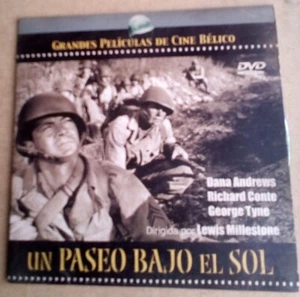 GRANDES PELÍCULAS DE CINE BÉLICO
DVD
Dana Andrews
Richard Conte
George Tyne
Dirigida por Lewis Millestone
UN PASEO BAJO EL SOL